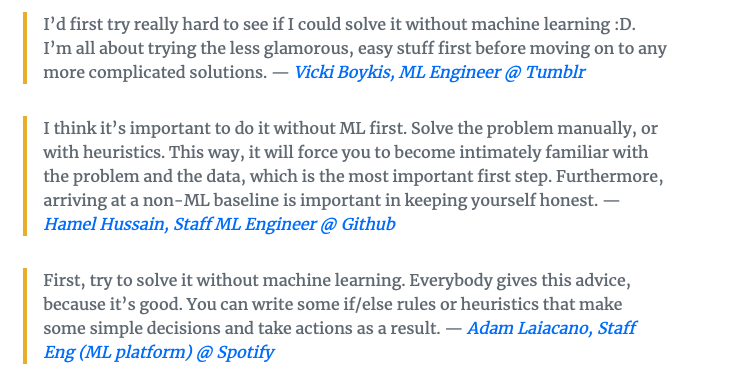 I’d first try really hard to see if I could solve it without machine learning :D.
I’m all about trying the less glamorous, easy stuff first before moving on to any
more complicated solutions. — Vicki Boykis, ML Engineer @ Tumblr
I think it’s important to do it without ML first. Solve the problem manually, or
with heuristics. This way, it will force you to become intimately familiar with
the problem and the data, which is the most important first step. Furthermore,
arriving at a non-ML baseline is important in keeping yourself honest. —
Hamel Hussain, Staff ML Engineer @ Github
First, try to solve it without machine learning. Everybody gives this advice,
because it’s good. You can write some if/else rules or heuristics that make
some simple decisions and take actions as a result. — Adam Laiacano, Staff
Eng (ML platform) @ Spotify